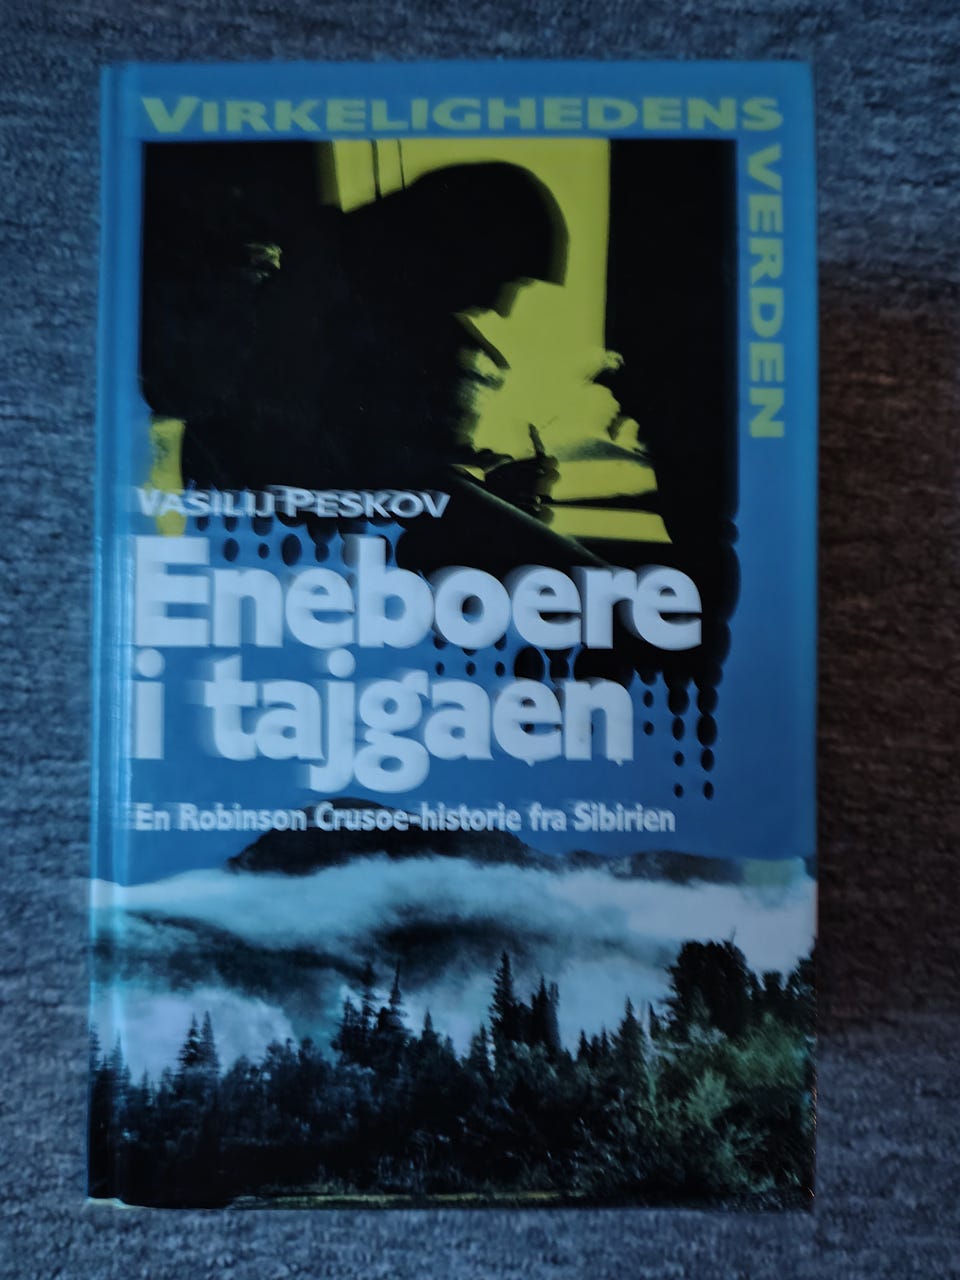 VIRKELIGHEDENS
VERDEN
VASILIJ PESKOV
Eneboere
i tajgaen
En Robinson Crusoe-historie fra Sibirien